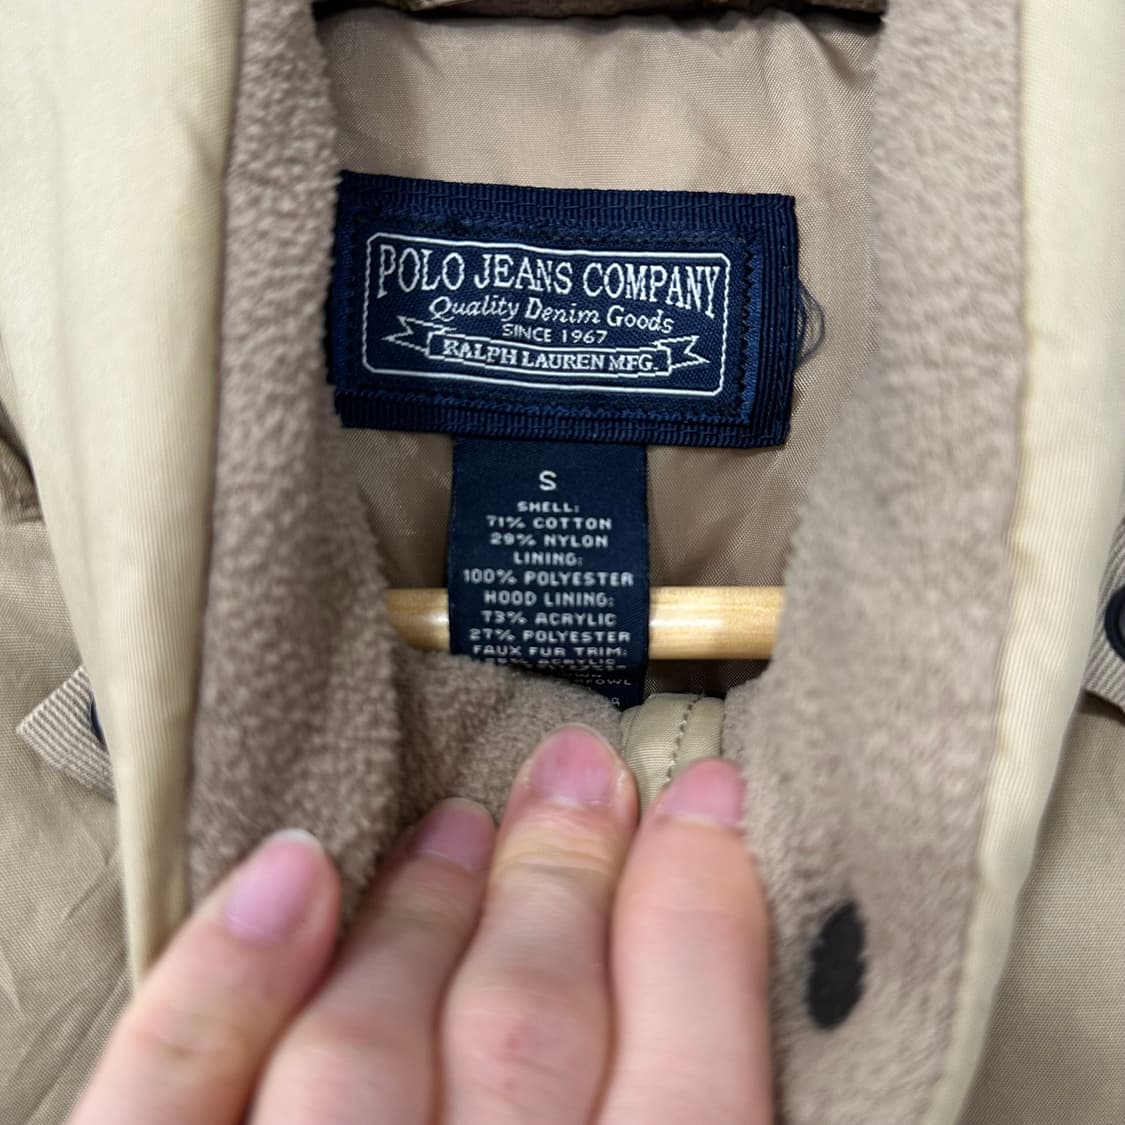 POLO JEANS COMPANY
Quality Denim Goods
SINCE 1967
RALPH LAUREN MFG.
S
SHELL:
71% COTTON
29% NYLON
LINING:
100% POLYESTER
HOOD LINING:
73% ACRYLIC
27% POLYESTER
FAUX FUR TRIM:
ACRYLIC